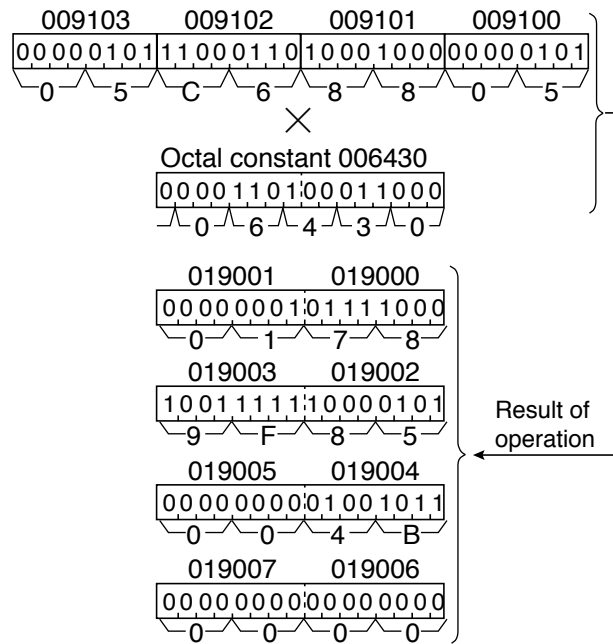 009103 009102 009101 009100
00000101 11000110 10001000 00000101
0 5 C 6 8 8 0 5
×
Octal constant 006430
00001101 00011000
0 6 4 3 0
019001 019000
00000001 01111000
0 1 7 8
019003 019002
10011111 10000101
9 F 8 5
Result of
operation
019005 019004
00000000 01001011
0 0 4 B
019007 019006
00000000 00000000
0 0 0 0